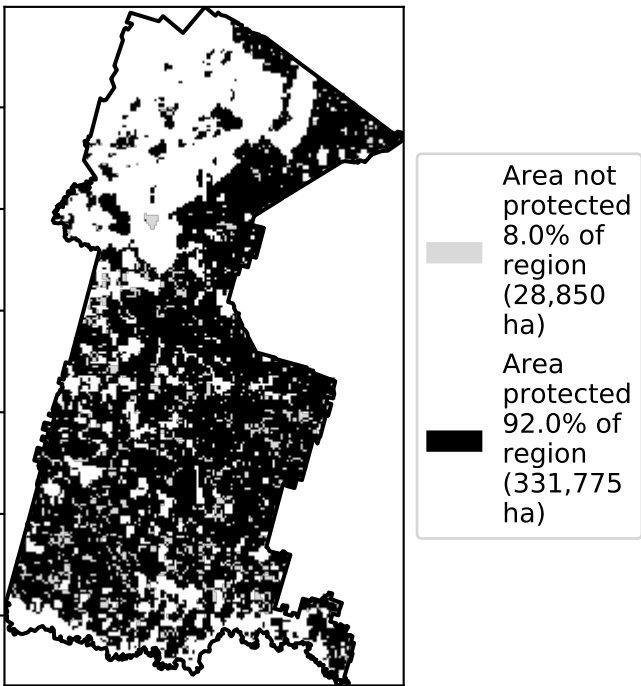 Area not
protected
8.0% of
region
(28,850
ha)
Area
protected
92.0% of
region
(331,775
ha)